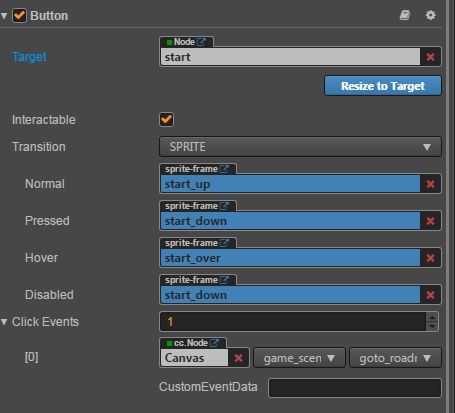 Button
Node
Target
start
Resize to Target
Interactable
Transition
SPRITE
sprite-frame
Normal
start_up
sprite-frame
Pressed
start_down
sprite-frame
Hover
start_over
sprite-frame
Disabled
start_down
Click Events
1
cc.Node
[0]
Canvas
game_scen
goto_road
CustomEventData